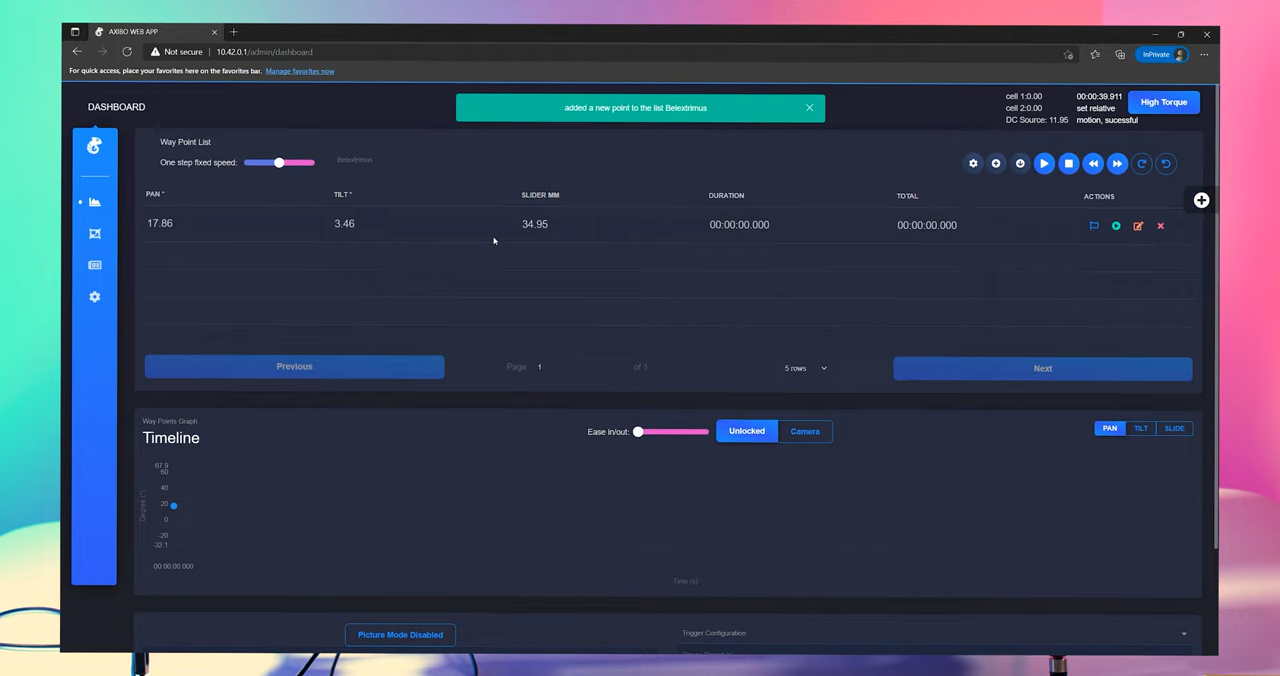 AXIBO WEB APP
Not secure
10.42.0.1/admin/dashboard
InPrivate
For quick access, place your favorites here on the favorites bar. Manage favorites now
DASHBOARD
added a new point to the list Beiextrimus
cell 1:0.00
cell 2:0.00
DC Source: 11.95
00:00:39.911
set relative
motion, sucessful
High Torque
Way Point List
One step fixed speed:
Beiextrimus
PAN °
TILT °
SLIDER MM
DURATION
TOTAL
ACTIONS
17.86
3.46
34.95
00:00:00.000
00:00:00.000
Previous
Page 1 of 1
5 rows
Next
Way Points Graph
Timeline
Ease in/out:
Unlocked
Camera
PAN
TILT
SLIDE
67.9
60
40
20
0
-20
-32.1
Degree (°)
00:00:00.000
Time (s)
Picture Mode Disabled
Trigger Configuration